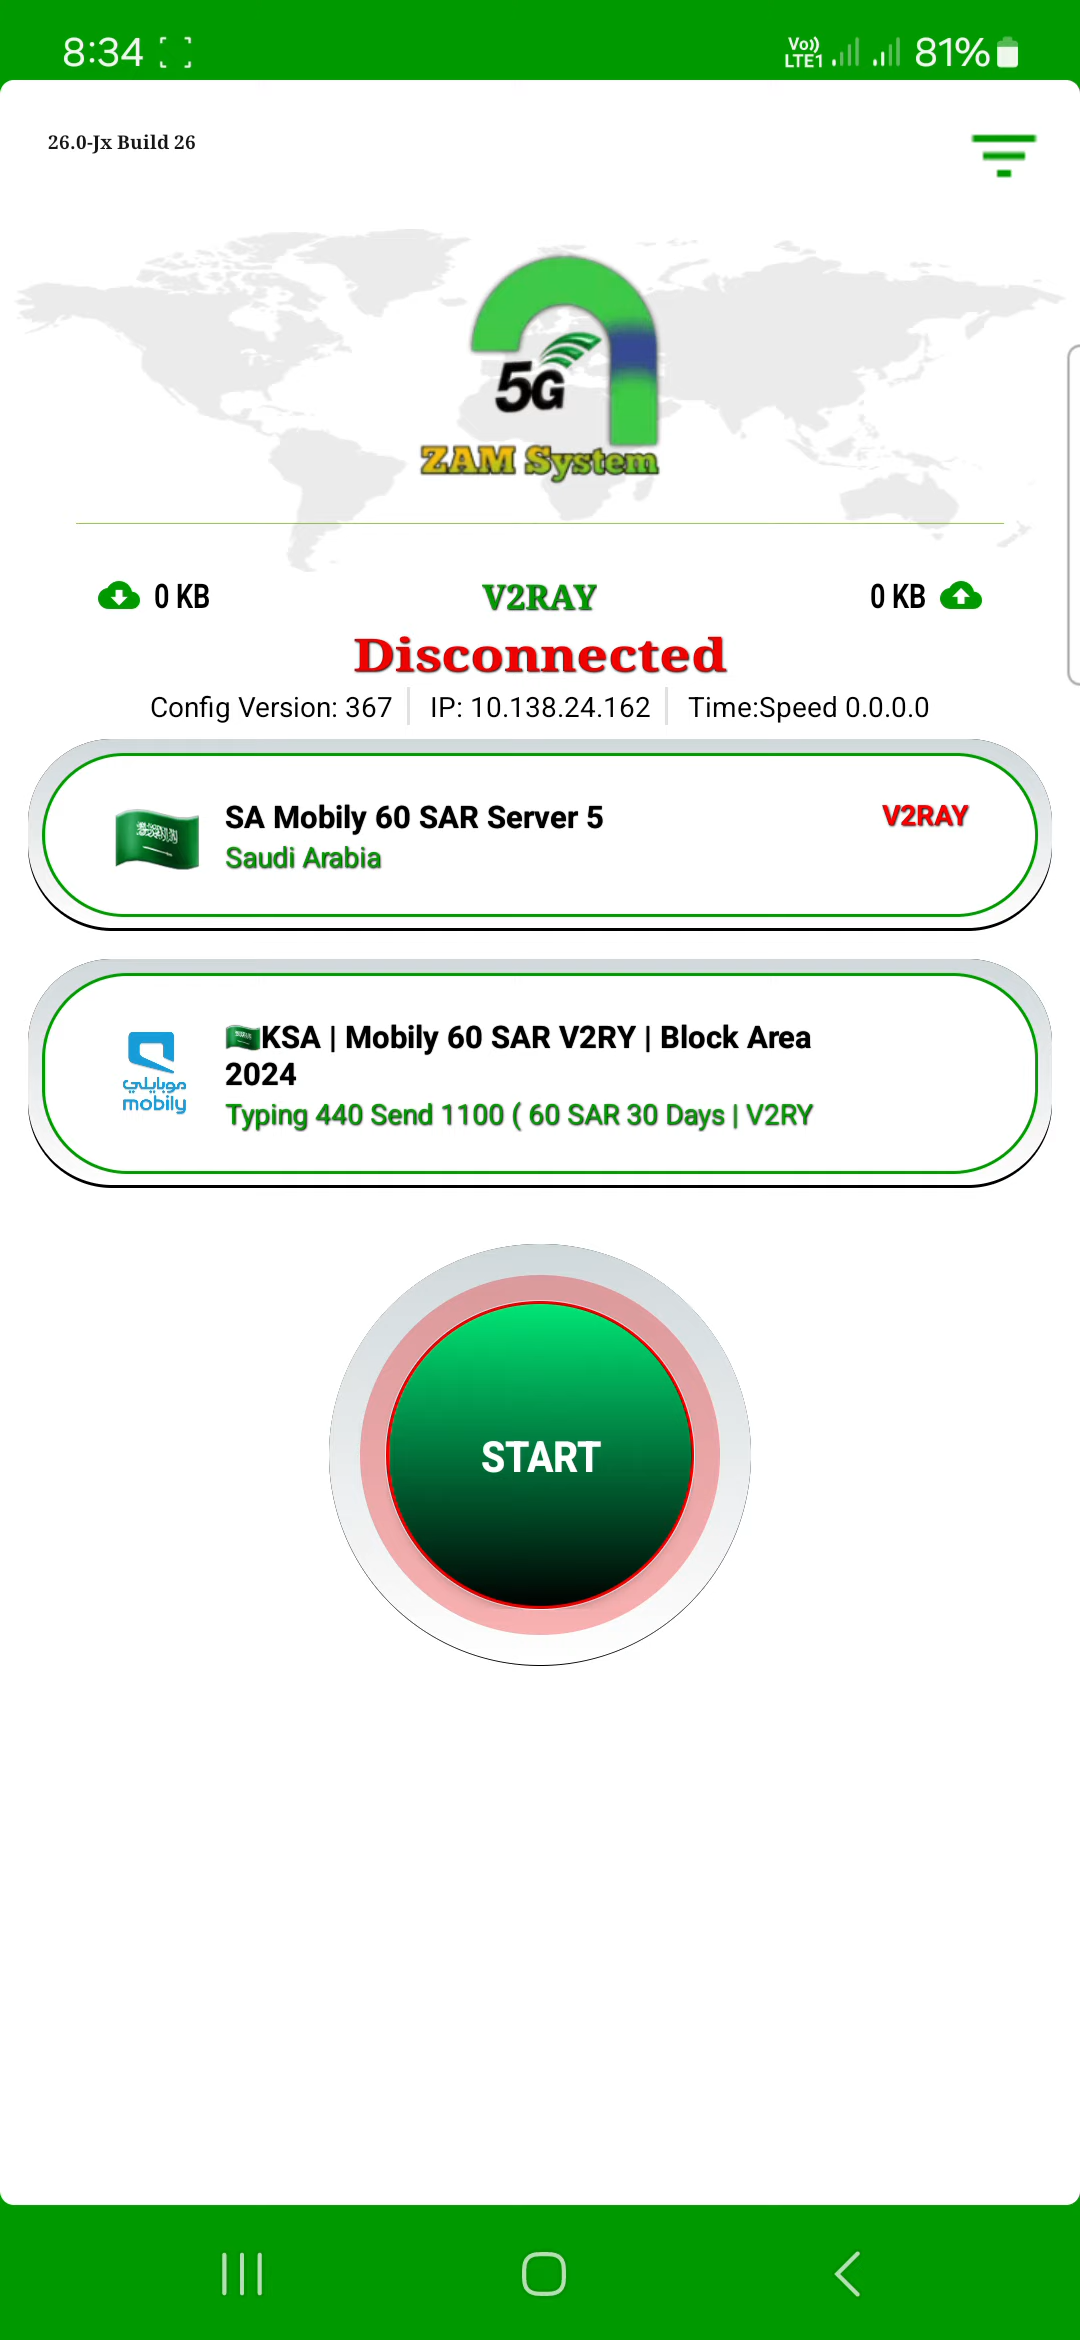 8:34
Vo)) LTE1 81%
26.0-Jx Build 26
5G
ZAM System
0 KB V2RAY 0 KB
Disconnected
Config Version: 367 IP: 10.138.24.162 Time:Speed 0.0.0.0
SA Mobily 60 SAR Server 5 V2RAY
Saudi Arabia
🇸🇦KSA | Mobily 60 SAR V2RY | Block Area
2024
موبايلي
mobily
Typing 440 Send 1100 ( 60 SAR 30 Days | V2RY
START